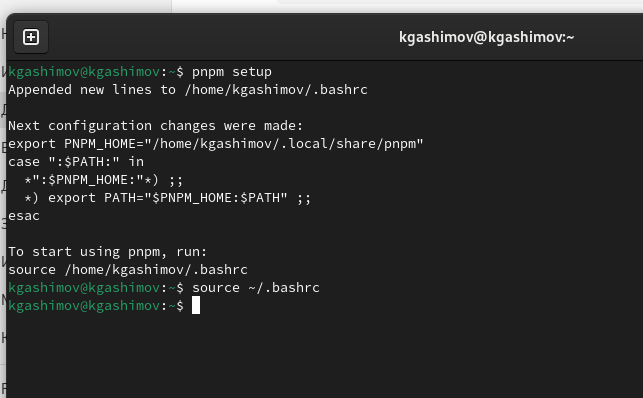 kgashimov@kgashimov:~
kgashimov@kgashimov:~$ pnpm setup
Appended new lines to /home/kgashimov/.bashrc
Next configuration changes were made:
export PNPM_HOME="/home/kgashimov/.local/share/pnpm"
case ":$PATH:" in
  *":$PNPM_HOME:"*) ;;
  *) export PATH="$PNPM_HOME:$PATH" ;;
esac
To start using pnpm, run:
source /home/kgashimov/.bashrc
kgashimov@kgashimov:~$ source ~/.bashrc
kgashimov@kgashimov:~$